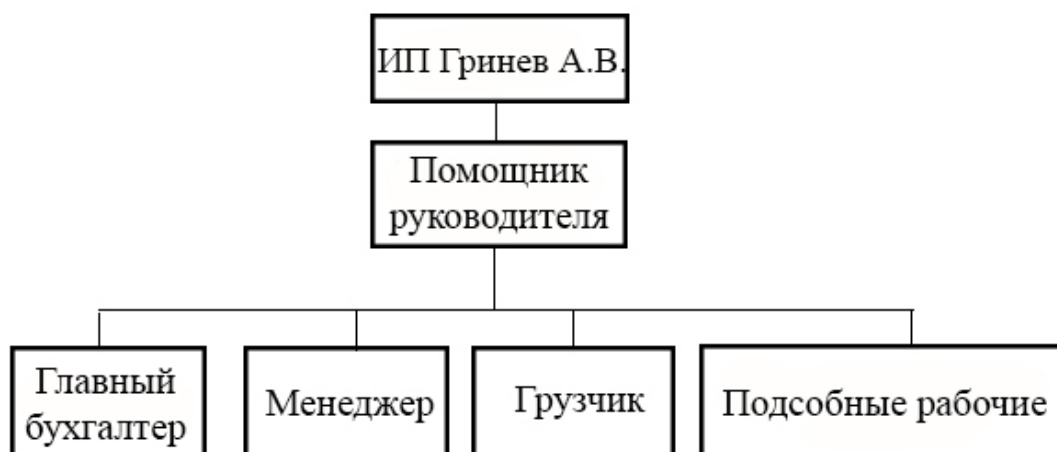 ИП Гринев А.В.
Помощник
руководителя
Главный
бухгалтер
Менеджер
Грузчик
Подсобные рабочие